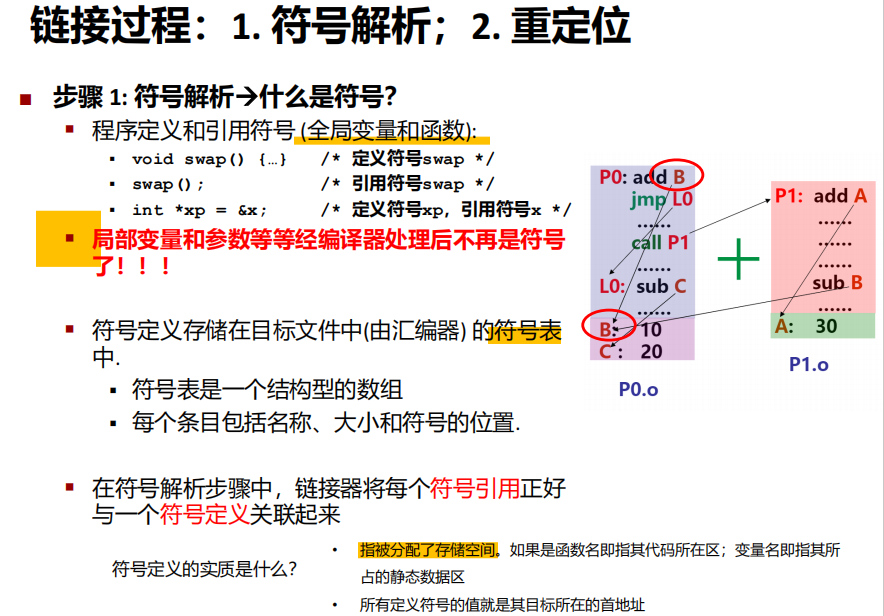 链接过程：1. 符号解析；2. 重定位
步骤 1: 符号解析→什么是符号？
程序定义和引用符号 (全局变量和函数):
void swap() {…} /* 定义符号swap */
swap(); /* 引用符号swap */
int *xp = &x; /* 定义符号xp，引用符号x */
局部变量和参数等等经编译器处理后不再是符号
了！！！
符号定义存储在目标文件中(由汇编器) 的符号表
中.
符号表是一个结构型的数组
每个条目包括名称、大小和符号的位置.
在符号解析步骤中，链接器将每个符号引用正好
与一个符号定义关联起来
符号定义的实质是什么？
指被分配了存储空间。如果是函数名即指其代码所在区；变量名即指其所
占的静态数据区
所有定义符号的值就是其目标所在的首地址
P0: add B
jmp L0
……
call P1
……
L0: sub C
……
B: 10
C : 20
P0.o
+
P1: add A
……
……
……
sub B
……
A: 30
P1.o